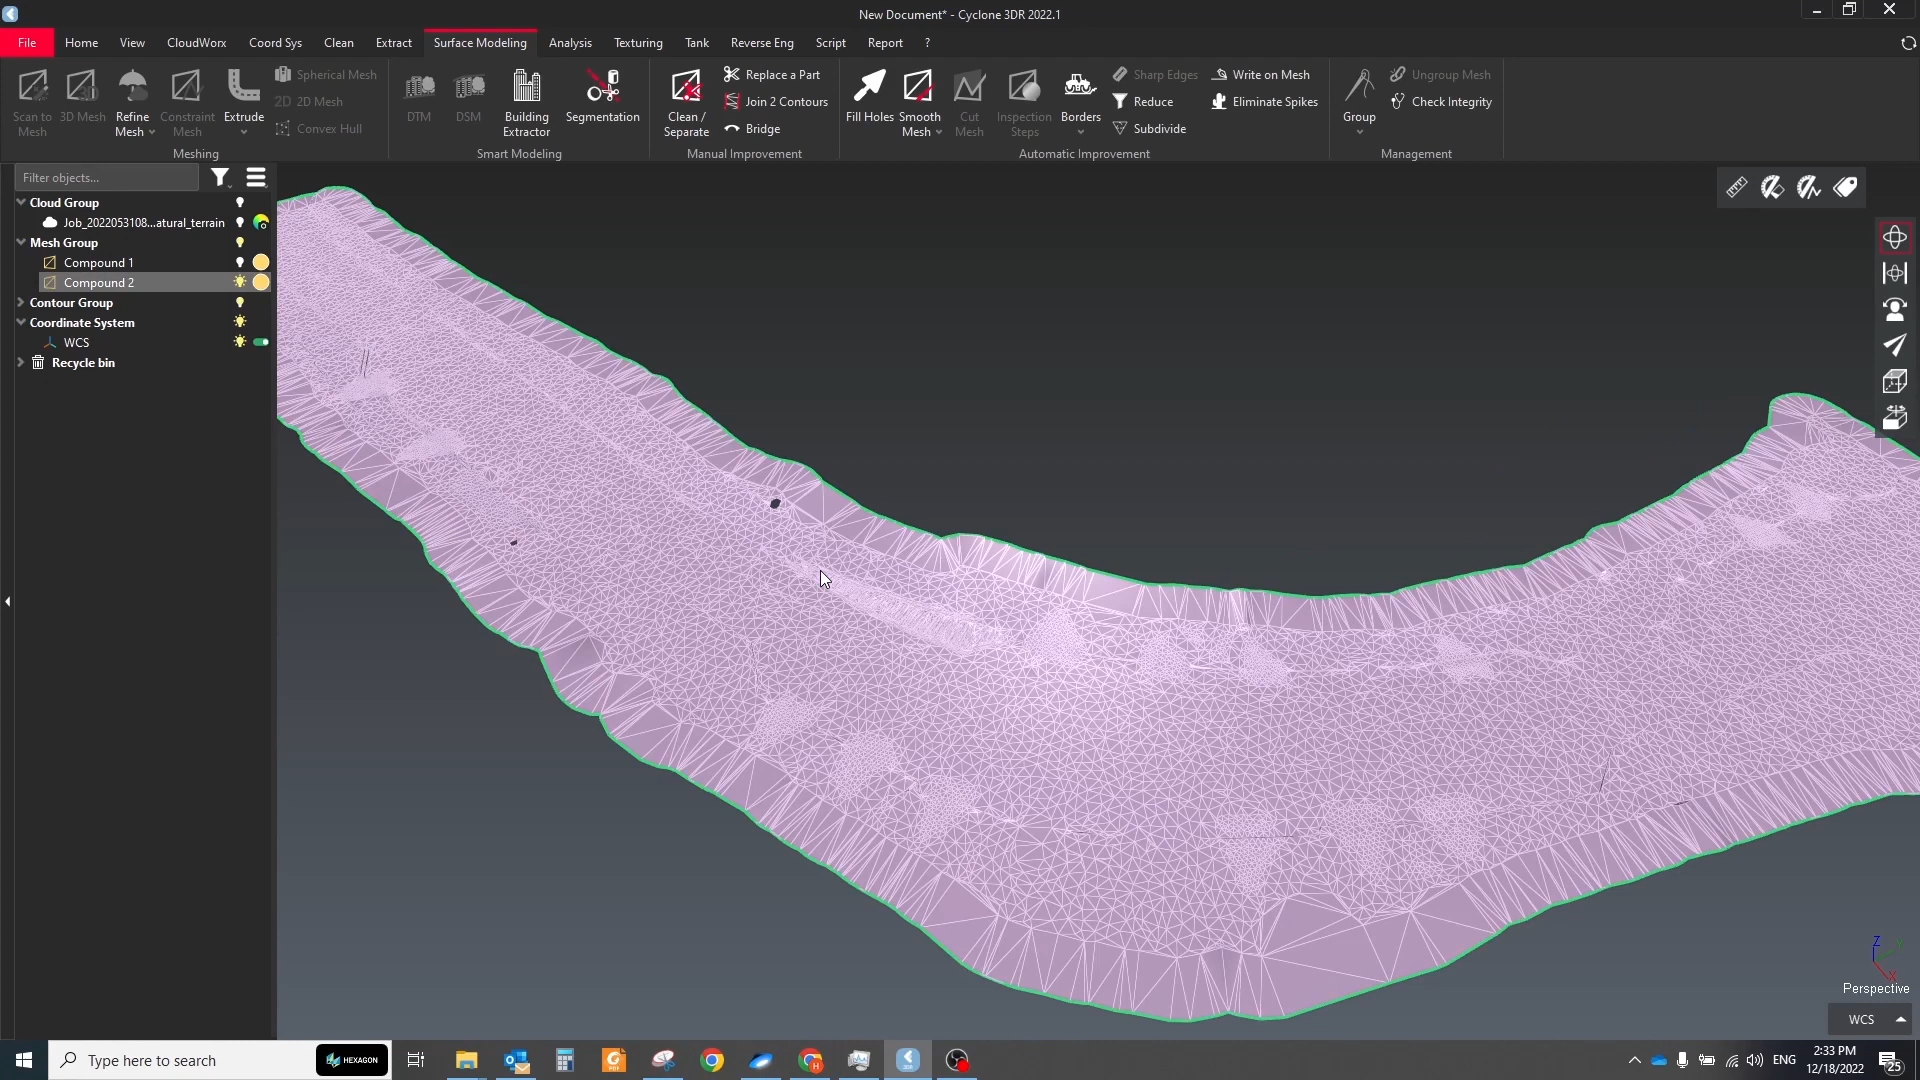 New Document* - Cyclone 3DR 2022.1
File Home View CloudWorx Coord Sys Clean Extract Surface Modeling Analysis Texturing Tank Reverse Eng Script Report ?
Scan to Mesh
3D Mesh
Refine Mesh
Constraint Mesh
Extrude
Spherical Mesh
2D Mesh
Convex Hull
Meshing
DTM
DSM
Building Extractor
Segmentation
Smart Modeling
Clean / Separate
Replace a Part
Join 2 Contours
Bridge
Manual Improvement
Fill Holes
Smooth Mesh
Cut Mesh
Inspection Steps
Borders
Sharp Edges
Reduce
Subdivide
Write on Mesh
Eliminate Spikes
Automatic Improvement
Group
Ungroup Mesh
Check Integrity
Management
Filter objects...
Cloud Group
Job_2022053108...atural_terrain
Mesh Group
Compound 1
Compound 2
Contour Group
Coordinate System
WCS
Recycle bin
Z
Y
X
Perspective
WCS
Type here to search
HEXAGON
ENG
2:33 PM
12/18/2022
25